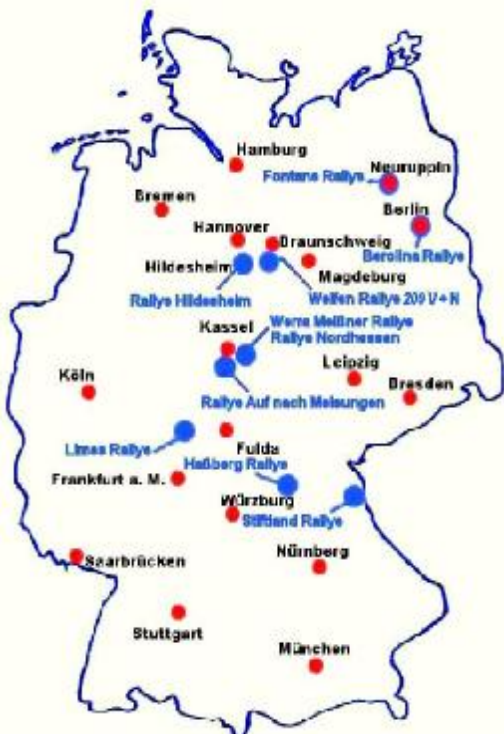 Hamburg
Neuruppin
Fontane Rallye
Bremen
Berlin
Hannover
Braunschweig
Berolina Rallye
Hildesheim
Magdeburg
Rallye Hildesheim
Welfen Rallye 200 V + N
Werra Meißner Rallye
Kassel
Rallye Nordhessen
Leipzig
Köln
Dresden
Rallye Auf nach Melsungen
Limes Rallye
Fulda
Haßberg Rallye
Frankfurt a. M.
Würzburg
Stiftland Rallye
Nürnberg
Saarbrücken
Stuttgart
München